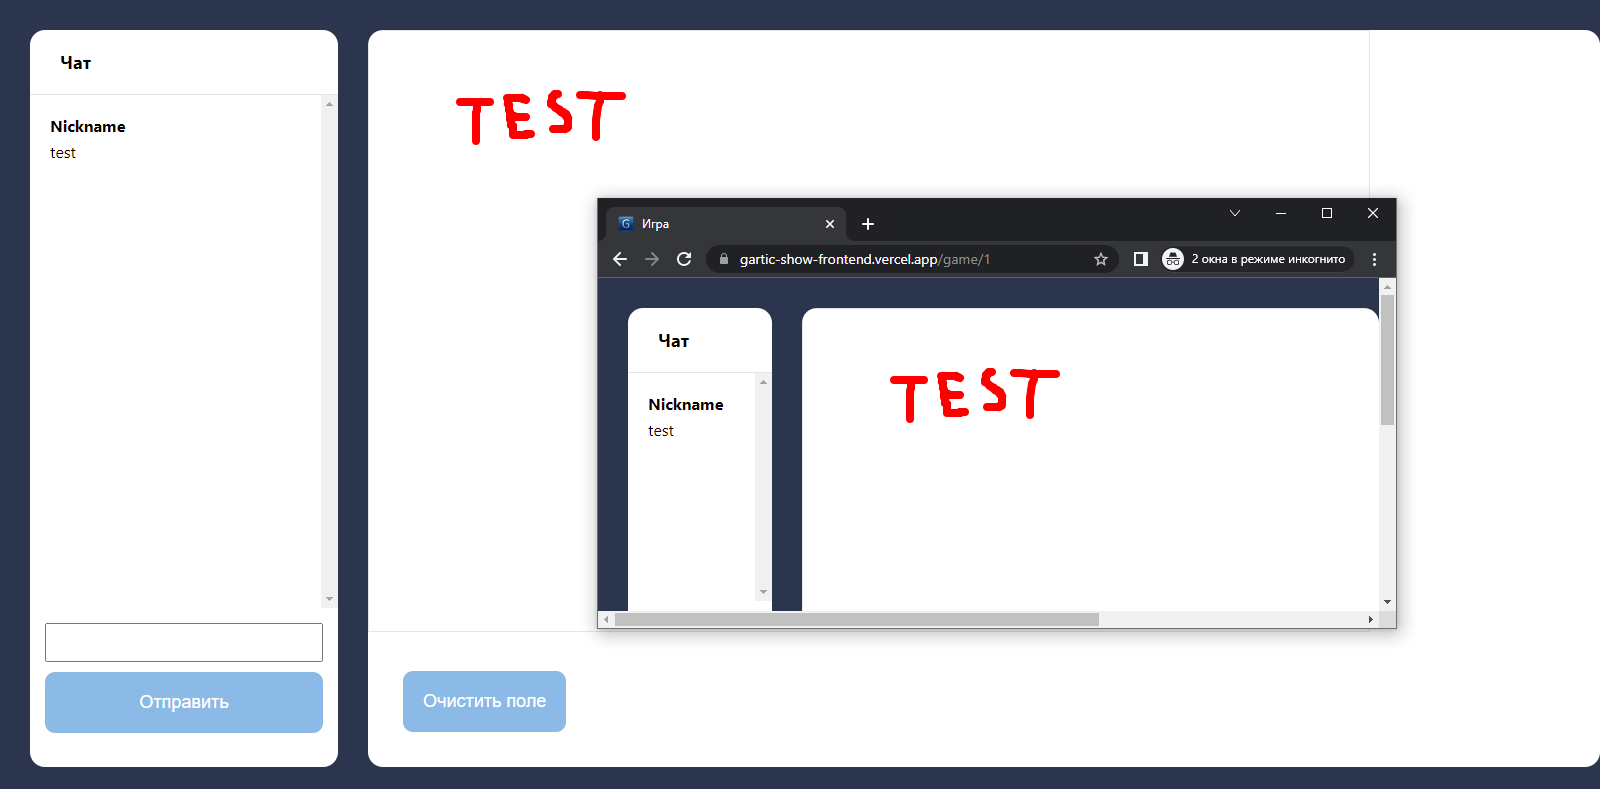 Чат
Nickname
test
TEST
Отправить
Очистить поле
G Игра
gartic-show-frontend.vercel.app/game/1
2 окна в режиме инкогнито
Чат
Nickname
test
TEST